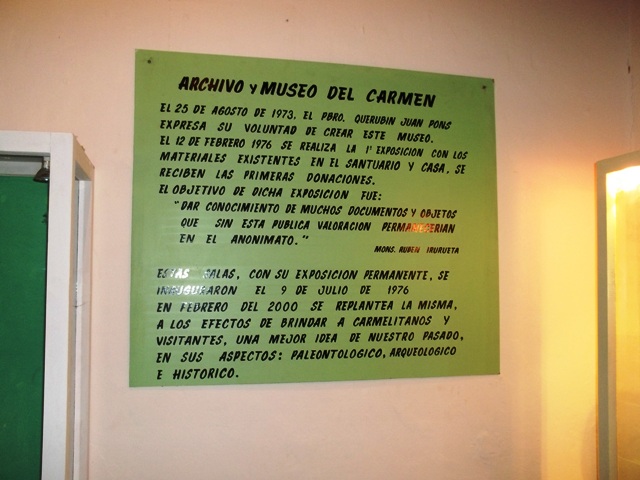 ARCHIVO Y MUSEO DEL CARMEN
EL 25 DE AGOSTO DE 1973, EL PBRO. QUERUBIN JUAN PONS
EXPRESA SU VOLUNTAD DE CREAR ESTE MUSEO.
EL 12 DE FEBRERO 1976 SE REALIZA LA 1ª EXPOSICION CON LOS
MATERIALES EXISTENTES EN EL SANTUARIO Y CASA, SE
RECIBEN LAS PRIMERAS DONACIONES.
EL OBJETIVO DE DICHA EXPOSICION FUE:
"DAR CONOCIMIENTO DE MUCHOS DOCUMENTOS Y OBJETOS
QUE SIN ESTA PUBLICA VALORACION PERMANECERIAN
EN EL ANONIMATO."
MONS. RUBEN IRURUETA
ESTAS SALAS, CON SU EXPOSICION PERMANENTE, SE
INAUGURARON EL 9 DE JULIO DE 1976
EN FEBRERO DEL 2000 SE REPLANTEA LA MISMA,
A LOS EFECTOS DE BRINDAR A CARMELITANOS Y
VISITANTES, UNA MEJOR IDEA DE NUESTRO PASADO,
EN SUS ASPECTOS: PALEONTOLOGICO, ARQUEOLOGICO
E HISTORICO.